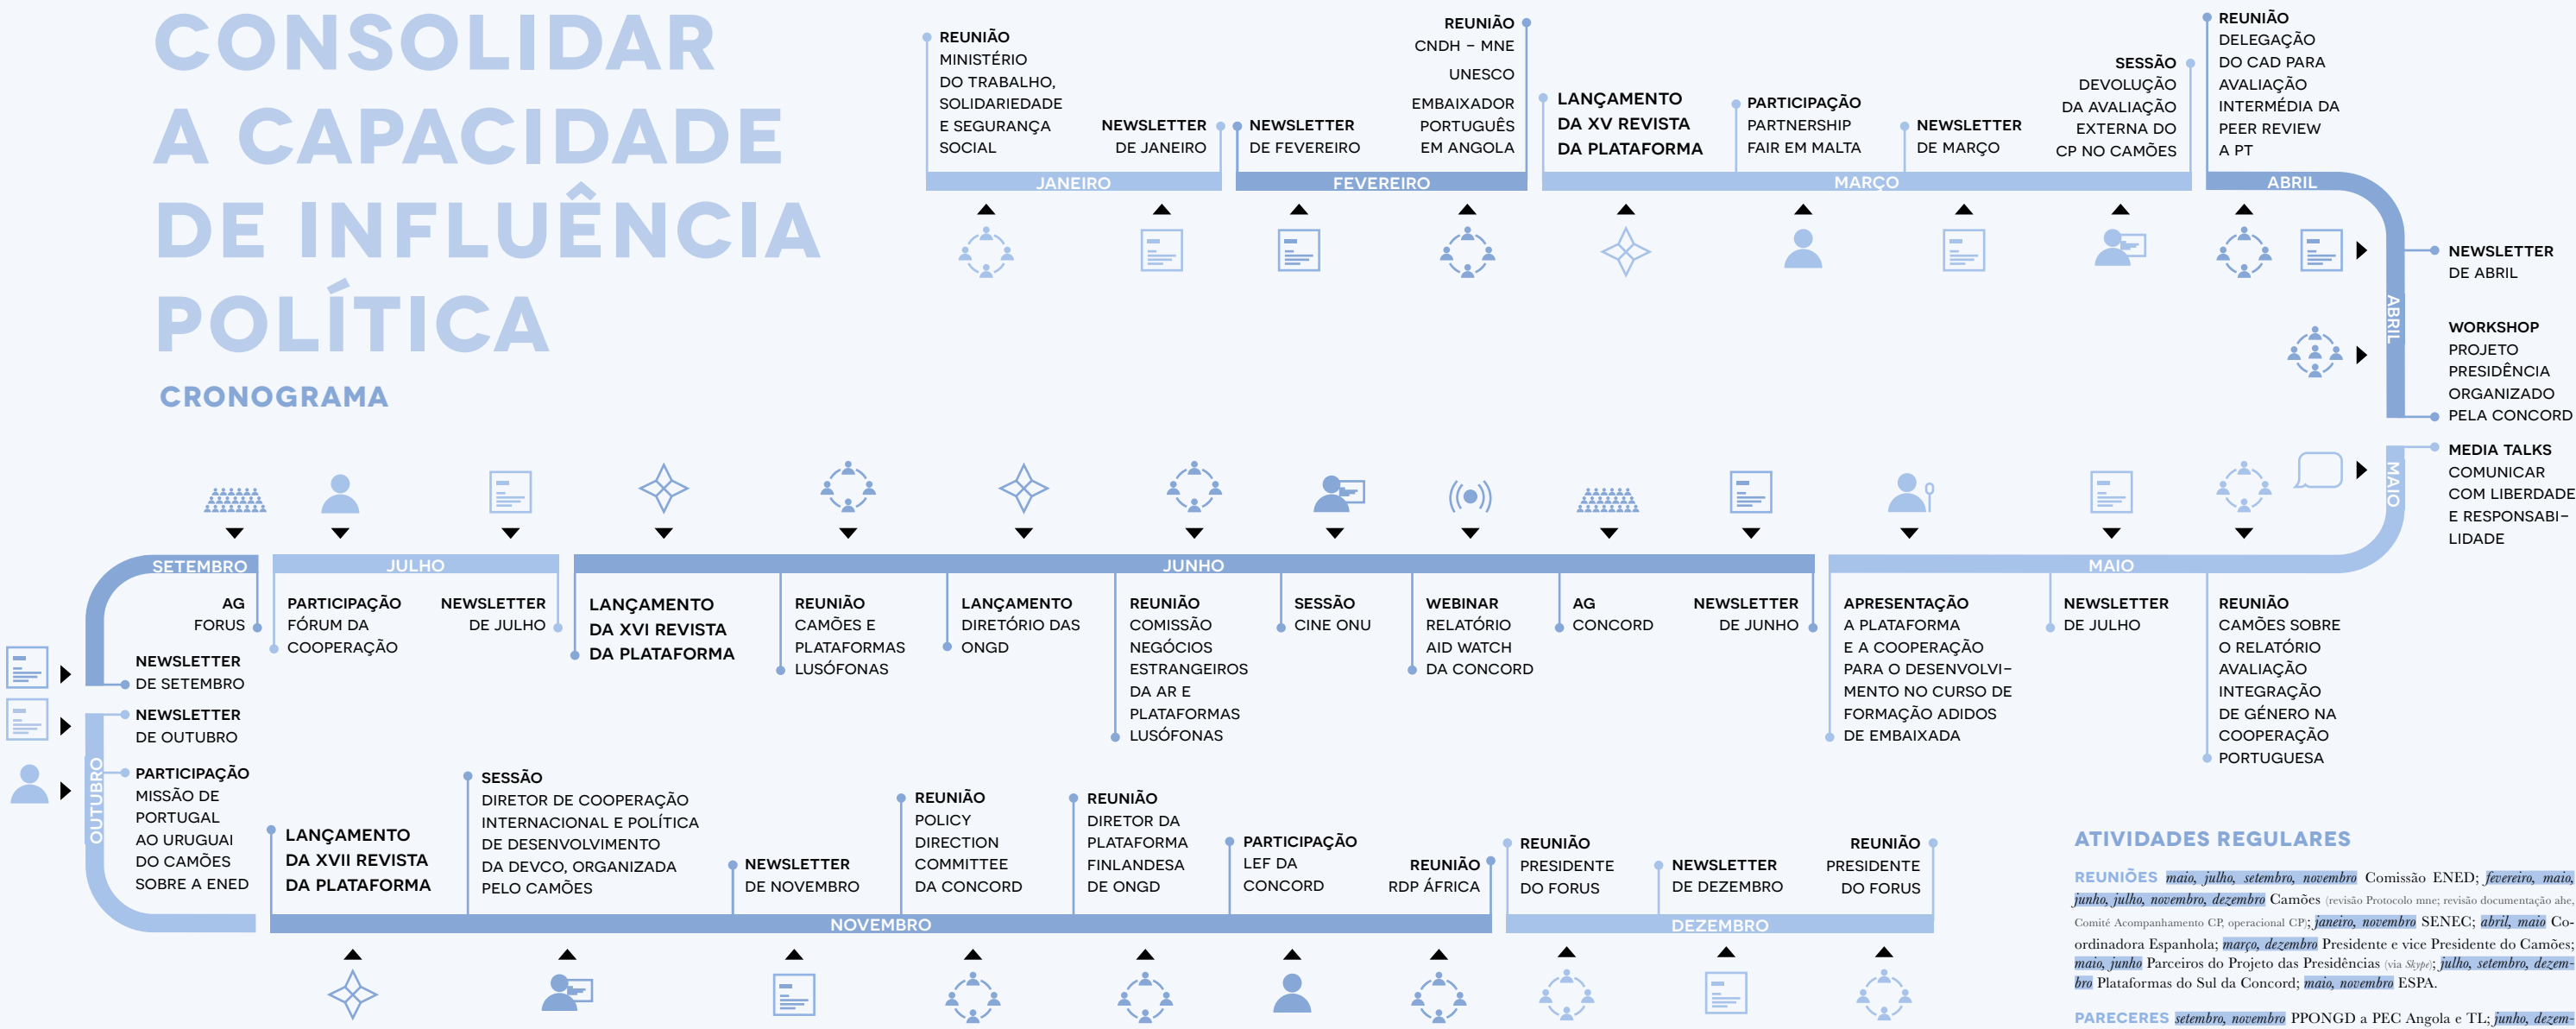 CONSOLIDAR
A CAPACIDADE
DE INFLUÊNCIA
POLÍTICA
CRONOGRAMA
REUNIÃO
MINISTÉRIO
DO TRABALHO,
SOLIDARIEDADE
E SEGURANÇA
SOCIAL
NEWSLETTER
DE JANEIRO
JANEIRO
NEWSLETTER
DE FEVEREIRO
REUNIÃO
CNDH – MNE
UNESCO
EMBAIXADOR
PORTUGUÊS
EM ANGOLA
FEVEREIRO
LANÇAMENTO
DA XV REVISTA
DA PLATAFORMA
PARTICIPAÇÃO
PARTNERSHIP
FAIR EM MALTA
NEWSLETTER
DE MARÇO
SESSÃO
DEVOLUÇÃO
DA AVALIAÇÃO
EXTERNA DO
CP NO CAMÕES
MARÇO
REUNIÃO
DELEGAÇÃO
DO CAD PARA
AVALIAÇÃO
INTERMÉDIA DA
PEER REVIEW
A PT
ABRIL
NEWSLETTER
DE ABRIL
ABRIL
WORKSHOP
PROJETO
PRESIDÊNCIA
ORGANIZADO
PELA CONCORD
MEDIA TALKS
COMUNICAR
COM LIBERDADE
E RESPONSABI–
LIDADE
MAIO
MAIO
REUNIÃO
CAMÕES SOBRE
O RELATÓRIO
AVALIAÇÃO
INTEGRAÇÃO
DE GÉNERO NA
COOPERAÇÃO
PORTUGUESA
NEWSLETTER
DE JULHO
APRESENTAÇÃO
A PLATAFORMA
E A COOPERAÇÃO
PARA O DESENVOLVI–
MENTO NO CURSO DE
FORMAÇÃO ADIDOS
DE EMBAIXADA
JUNHO
LANÇAMENTO
DA XVI REVISTA
DA PLATAFORMA
REUNIÃO
CAMÕES E
PLATAFORMAS
LUSÓFONAS
LANÇAMENTO
DIRETÓRIO DAS
ONGD
REUNIÃO
COMISSÃO
NEGÓCIOS
ESTRANGEIROS
DA AR E
PLATAFORMAS
LUSÓFONAS
SESSÃO
CINE ONU
WEBINAR
RELATÓRIO
AID WATCH
DA CONCORD
AG
CONCORD
NEWSLETTER
DE JUNHO
JULHO
PARTICIPAÇÃO
FÓRUM DA
COOPERAÇÃO
NEWSLETTER
DE JULHO
SETEMBRO
AG
FORUS
NEWSLETTER
DE SETEMBRO
NEWSLETTER
DE OUTUBRO
OUTUBRO
PARTICIPAÇÃO
MISSÃO DE
PORTUGAL
AO URUGUAI
DO CAMÕES
SOBRE A ENED
LANÇAMENTO
DA XVII REVISTA
DA PLATAFORMA
SESSÃO
DIRETOR DE COOPERAÇÃO
INTERNACIONAL E POLÍTICA
DE DESENVOLVIMENTO
DA DEVCO, ORGANIZADA
PELO CAMÕES
NEWSLETTER
DE NOVEMBRO
REUNIÃO
POLICY
DIRECTION
COMMITTEE
DA CONCORD
REUNIÃO
DIRETOR DA
PLATAFORMA
FINLANDESA
DE ONGD
PARTICIPAÇÃO
LEF DA
CONCORD
REUNIÃO
RDP ÁFRICA
NOVEMBRO
REUNIÃO
PRESIDENTE
DO FORUS
NEWSLETTER
DE DEZEMBRO
REUNIÃO
PRESIDENTE
DO FORUS
DEZEMBRO
ATIVIDADES REGULARES
REUNIÕES maio, julho, setembro, novembro Comissão ENED; fevereiro, maio,
junho, julho, novembro, dezembro Camões (revisão Protocolo mne; revisão documentação ahe,
Comité Acompanhamento CP, operacional CP); janeiro, novembro SENEC; abril, maio Co-
ordinadora Espanhola; março, dezembro Presidente e vice Presidente do Camões;
maio, junho Parceiros do Projeto das Presidências (via Skype); julho, setembro, dezem-
bro Plataformas do Sul da Concord; maio, novembro ESPA.
PARECERES setembro, novembro PPONGD a PEC Angola e TL; junho, dezem-